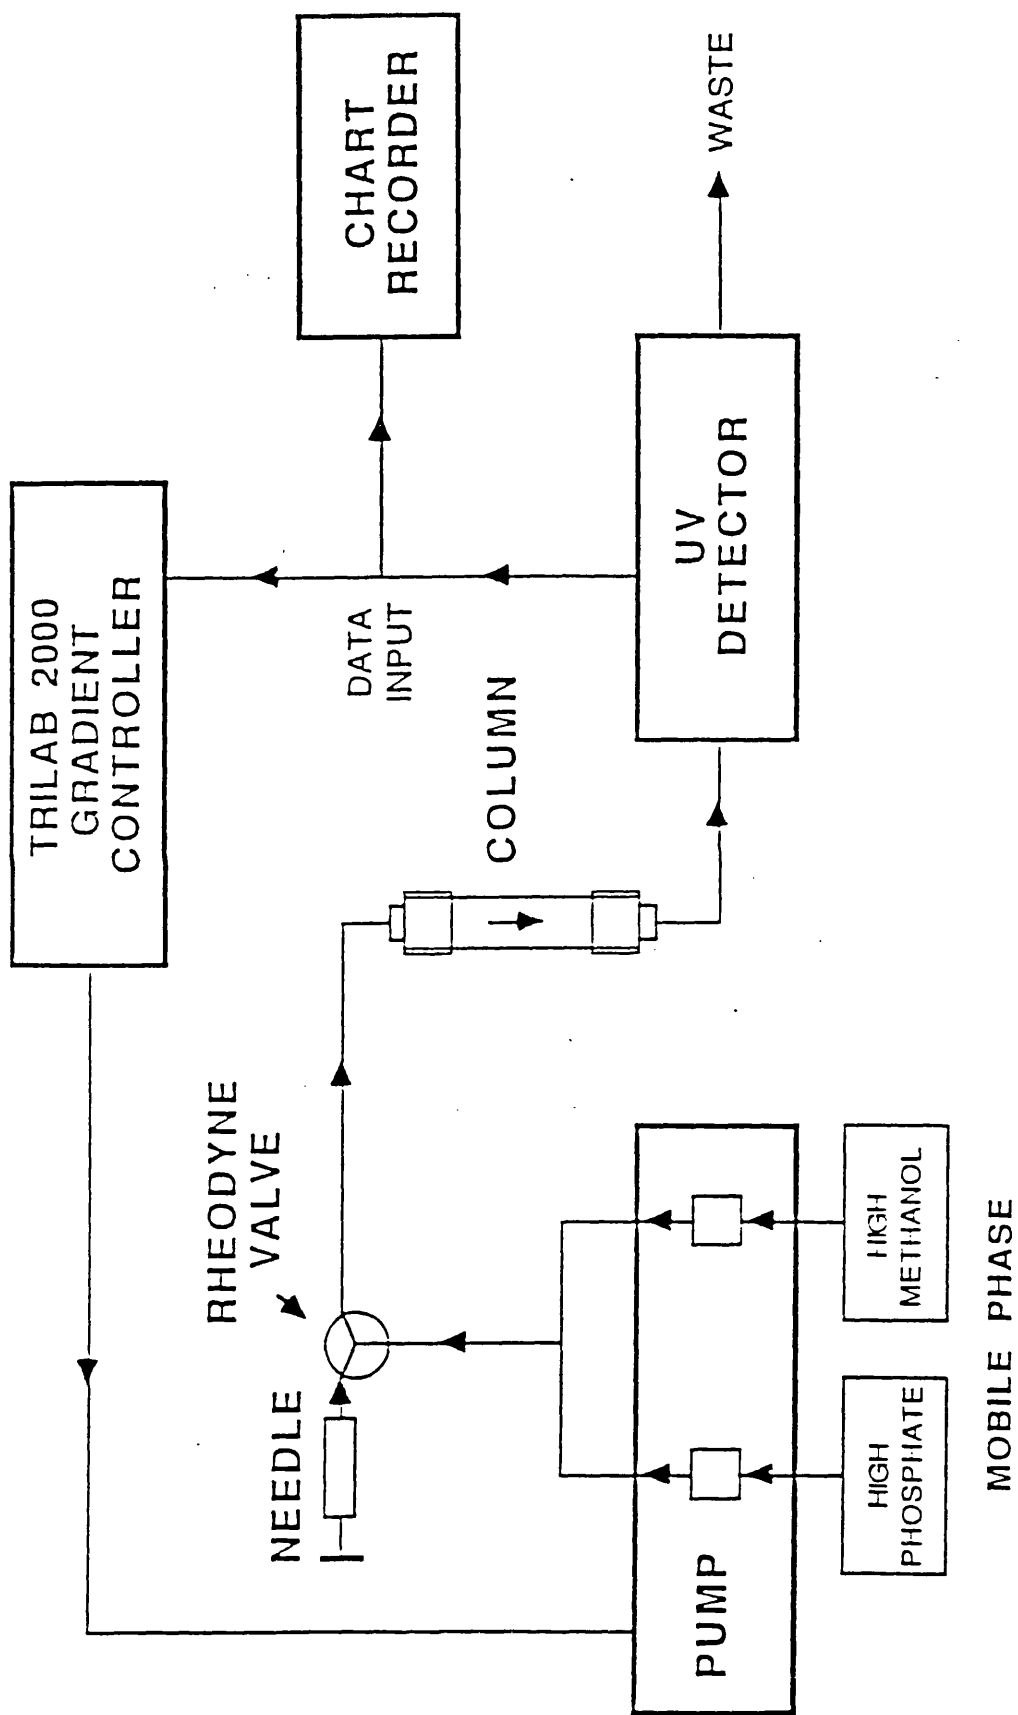 TRILAB 2000
GRADIENT
CONTROLLER
CHART
RECORDER
DATA
INPUT
RHEODYNE
VALVE
NEEDLE
COLUMN
UV
DETECTOR
WASTE
PUMP
HIGH
PHOSPHATE
HIGH
METHANOL
MOBILE PHASE